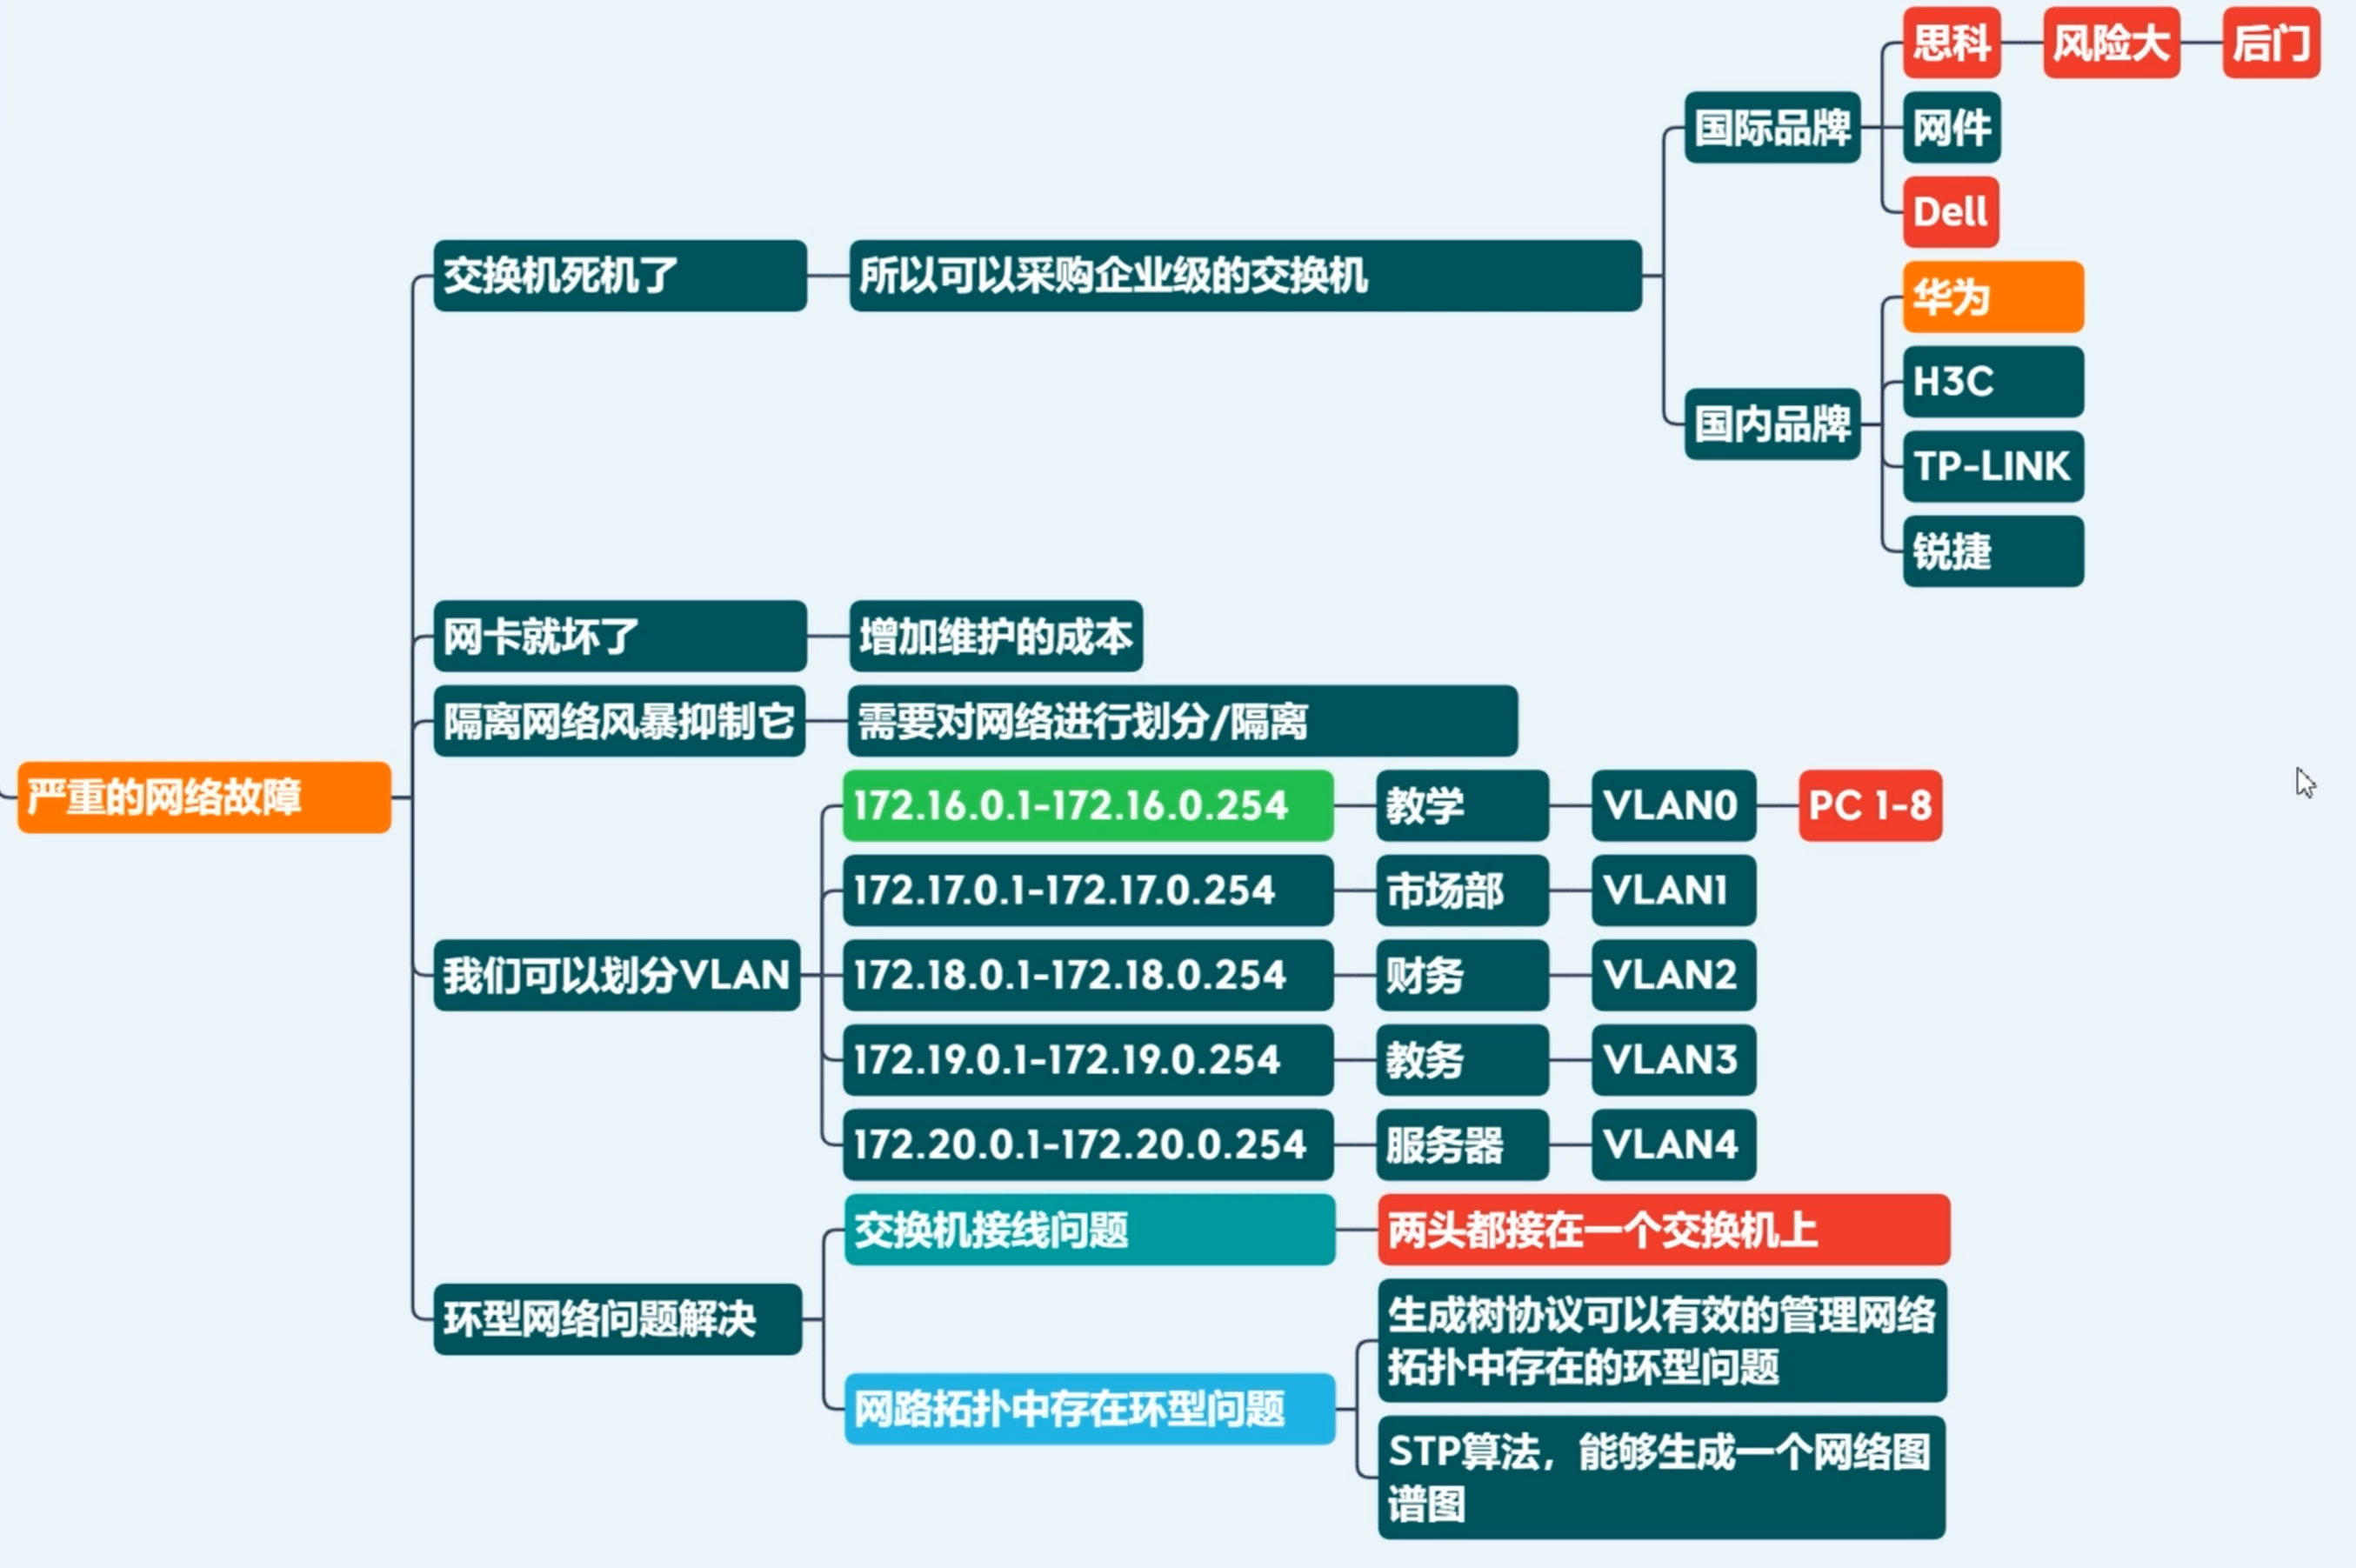 严重的网络故障
交换机死机了
所以可以采购企业级的交换机
国际品牌
思科
风险大
后门
网件
Dell
国内品牌
华为
H3C
TP-LINK
锐捷
网卡就坏了
增加维护的成本
隔离网络风暴抑制它
需要对网络进行划分/隔离
我们可以划分VLAN
172.16.0.1-172.16.0.254
教学
VLAN0
PC 1-8
172.17.0.1-172.17.0.254
市场部
VLAN1
172.18.0.1-172.18.0.254
财务
VLAN2
172.19.0.1-172.19.0.254
教务
VLAN3
172.20.0.1-172.20.0.254
服务器
VLAN4
环型网络问题解决
交换机接线问题
两头都接在一个交换机上
网路拓扑中存在环型问题
生成树协议可以有效的管理网络
拓扑中存在的环型问题
STP算法，能够生成一个网络图
谱图